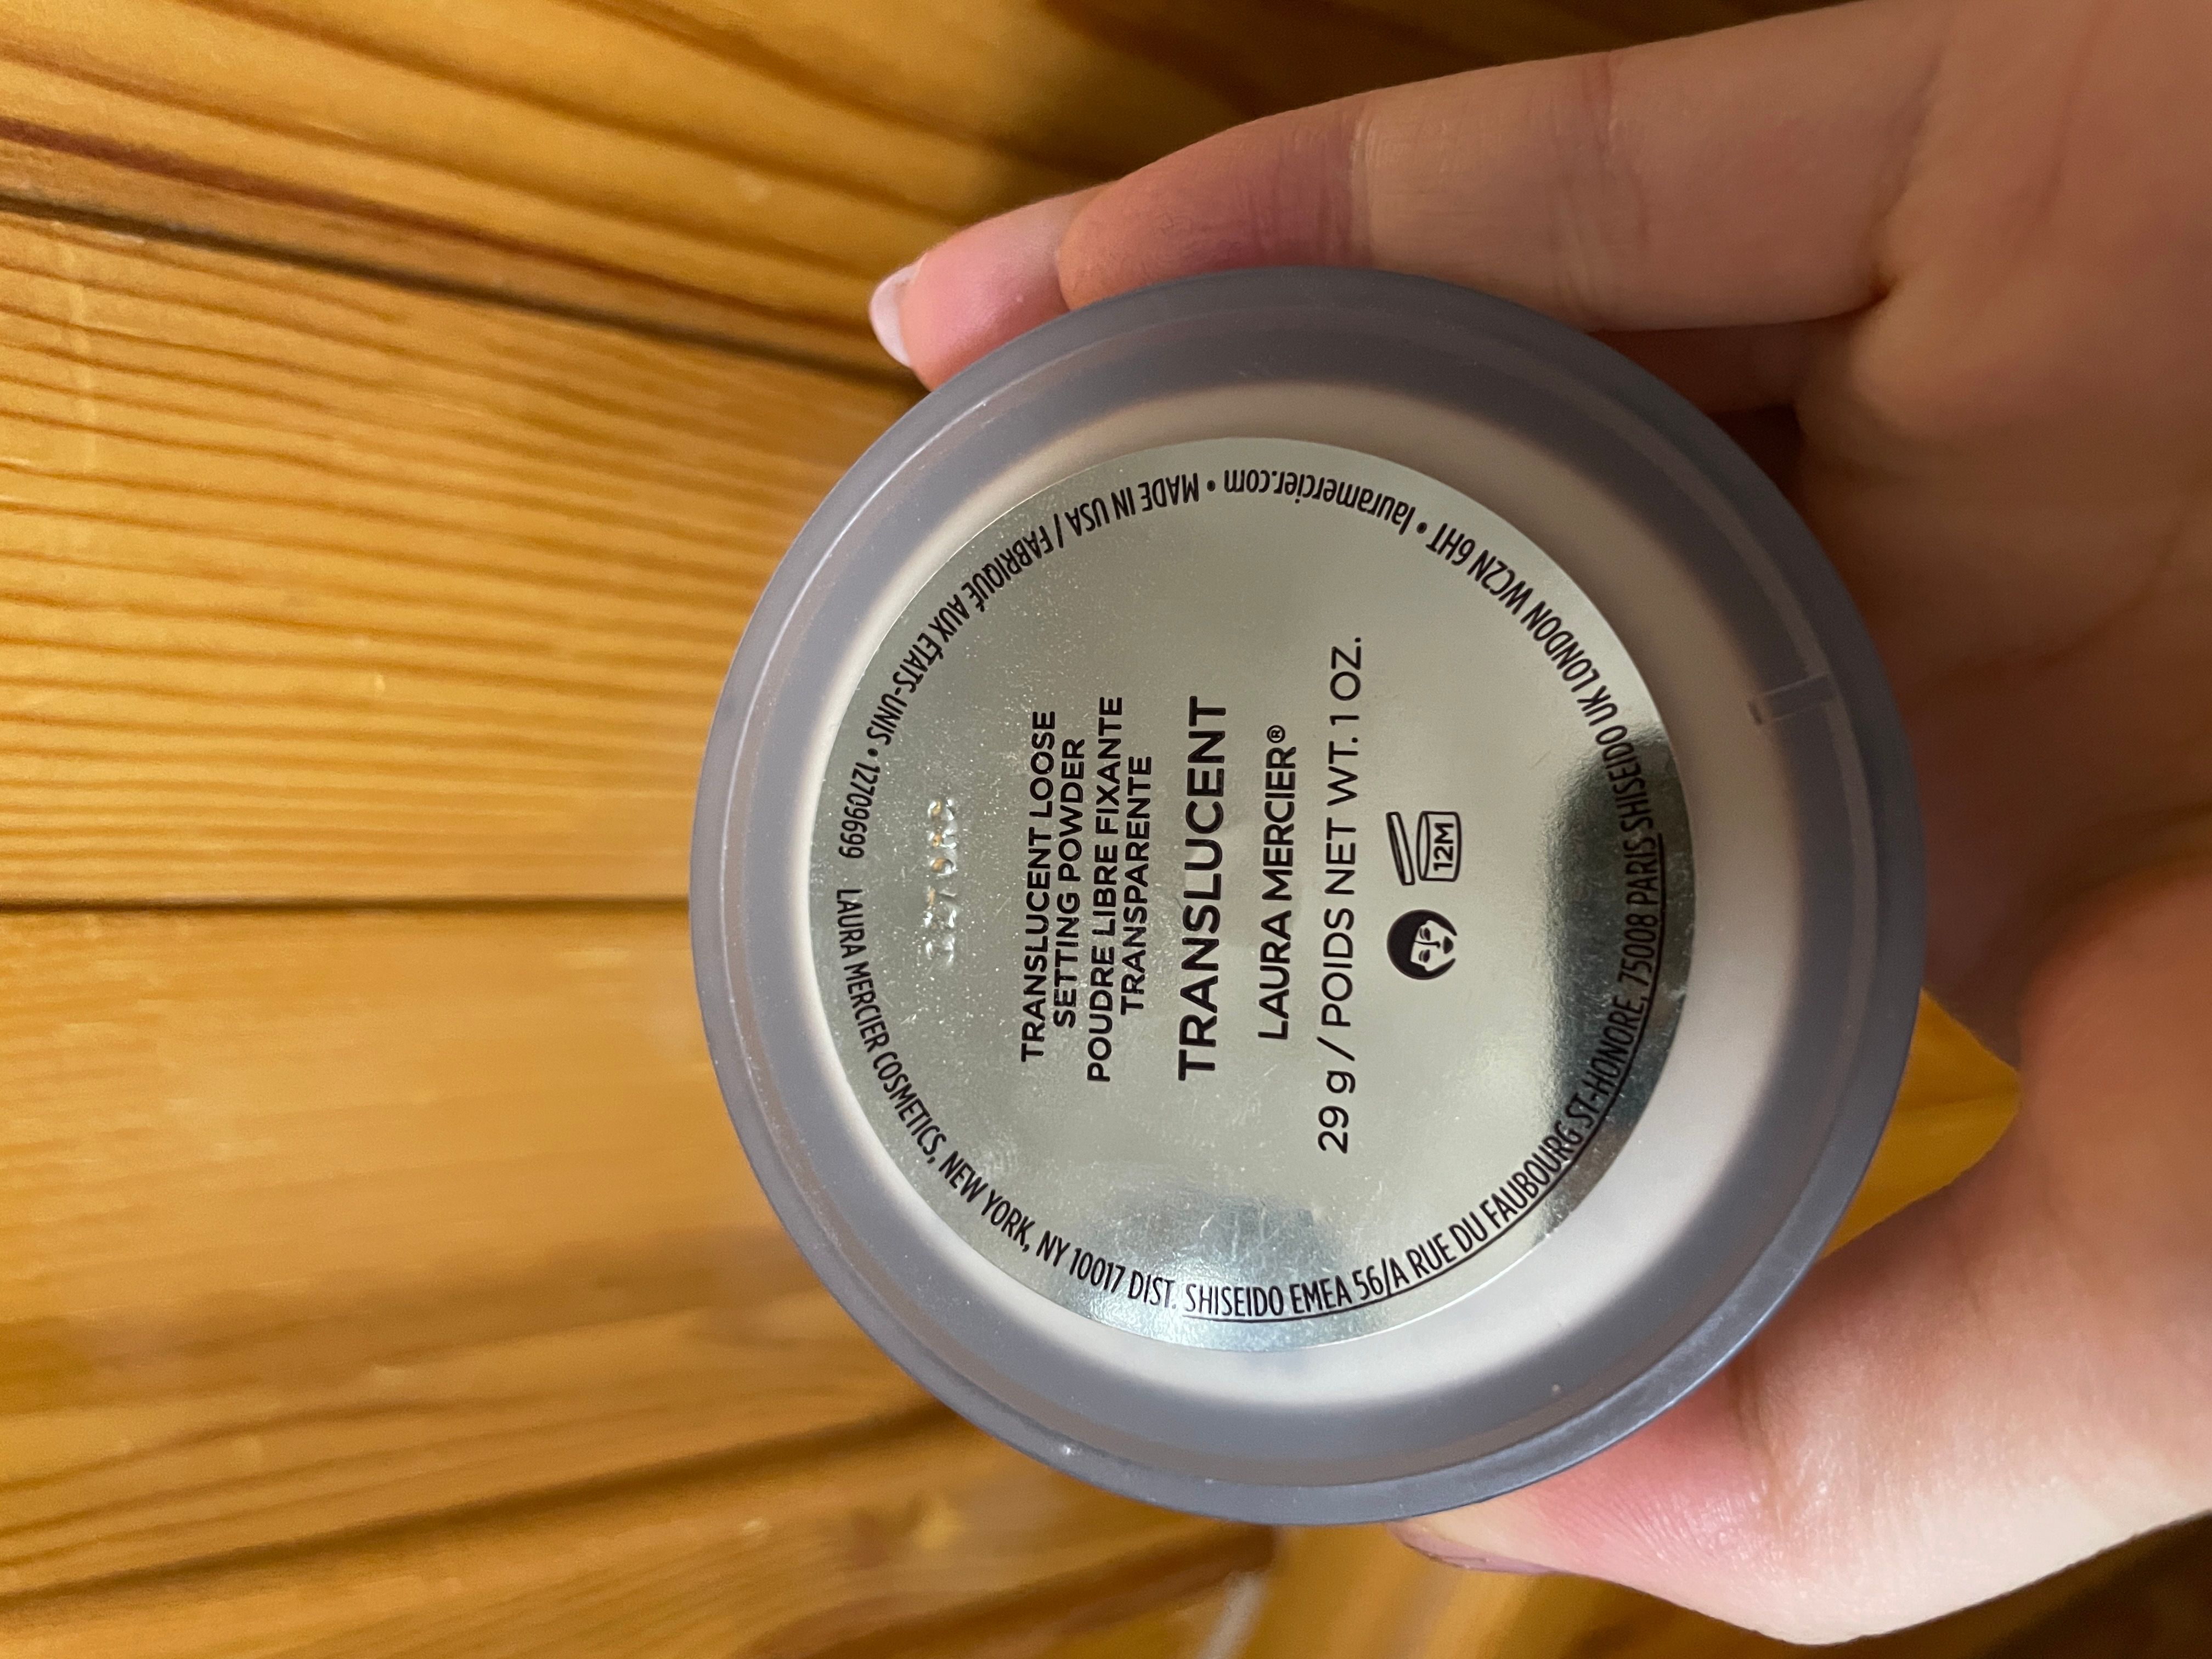 TRANSLUCENT LOOSE
SETTING POWDER
POUDRE LIBRE FIXANTE
TRANSPARENTE
TRANSLUCENT
LAURA MERCIER®
29 g / POIDS NET WT. 1 OZ.
12M
LAURA MERCIER COSMETICS, NEW YORK, NY 10017 DIST. SHISEIDO EMEA 56/A RUE DU FAUBOURG ST-HONORE, 75008 PARIS SHISEIDO UK LONDON WC2N 6HT • lauramercier.com • MADE IN USA / FABRIQUÉ AUX ÉTATS-UNIS • 12709699